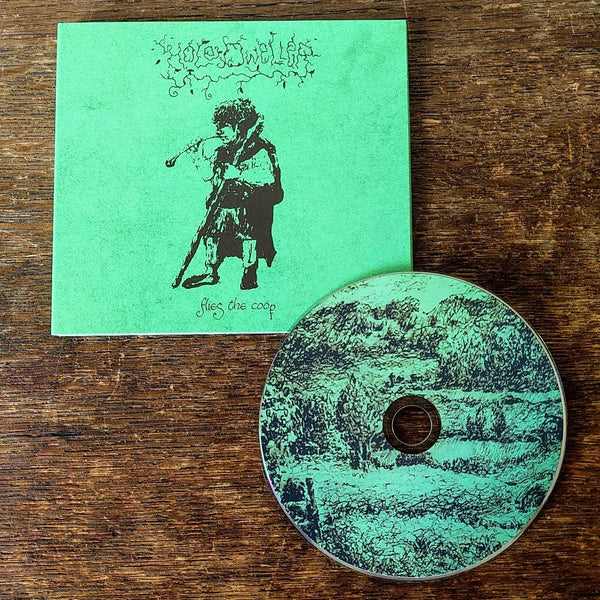 Hole Dweller
flies the coop